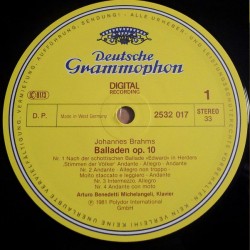 Deutsche
Grammophon
DIGITAL
RECORDING
1
D. P.
Made in West Germany
2532 017
STEREO
33
Johannes Brahms
Balladen op. 10
Nr. 1 Nach der schottischen Ballade «Edward» in Herders
„Stimmen der Völker“ Andante · Allegro · Andante
Nr. 2 Andante · Allegro non troppo
Molto staccato e leggiero · Andante
Nr. 3 Intermezzo. Allegro
Nr. 4 Andante con moto
Arturo Benedetti Michelangeli, Klavier
℗ 1981 Polydor International
GmbH